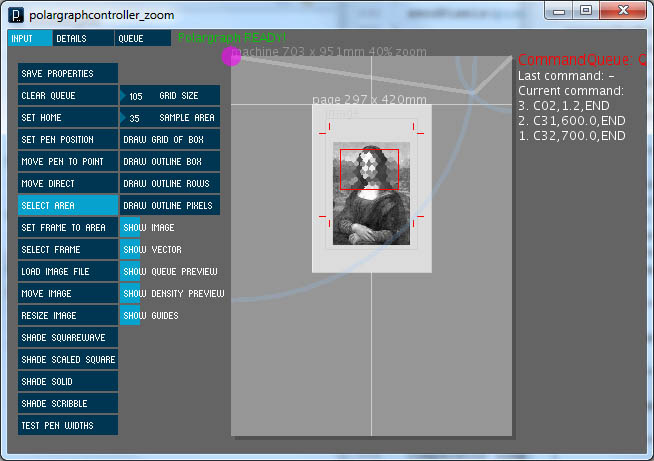 polargraphcontroller_zoom
INPUT DETAILS QUEUE Polargraph READY!
machine 703 x 951mm 40% zoom
CommandQueue: 0
Last command: -
Current command:
3. C02,1.2,END
2. C31,600.0,END
1. C32,700.0,END
page 297 x 420mm
SAVE PROPERTIES
CLEAR QUEUE 105 GRID SIZE
SET HOME 35 SAMPLE AREA
SET PEN POSITION DRAW GRID OF BOX
MOVE PEN TO POINT DRAW OUTLINE BOX
MOVE DIRECT DRAW OUTLINE ROWS
SELECT AREA DRAW OUTLINE PIXELS
SET FRAME TO AREA SHOW IMAGE
SELECT FRAME SHOW VECTOR
LOAD IMAGE FILE SHOW QUEUE PREVIEW
MOVE IMAGE SHOW DENSITY PREVIEW
RESIZE IMAGE SHOW GUIDES
SHADE SQUAREWAVE
SHADE SCALED SQUARE
SHADE SOLID
SHADE SCRIBBLE
TEST PEN WIDTHS